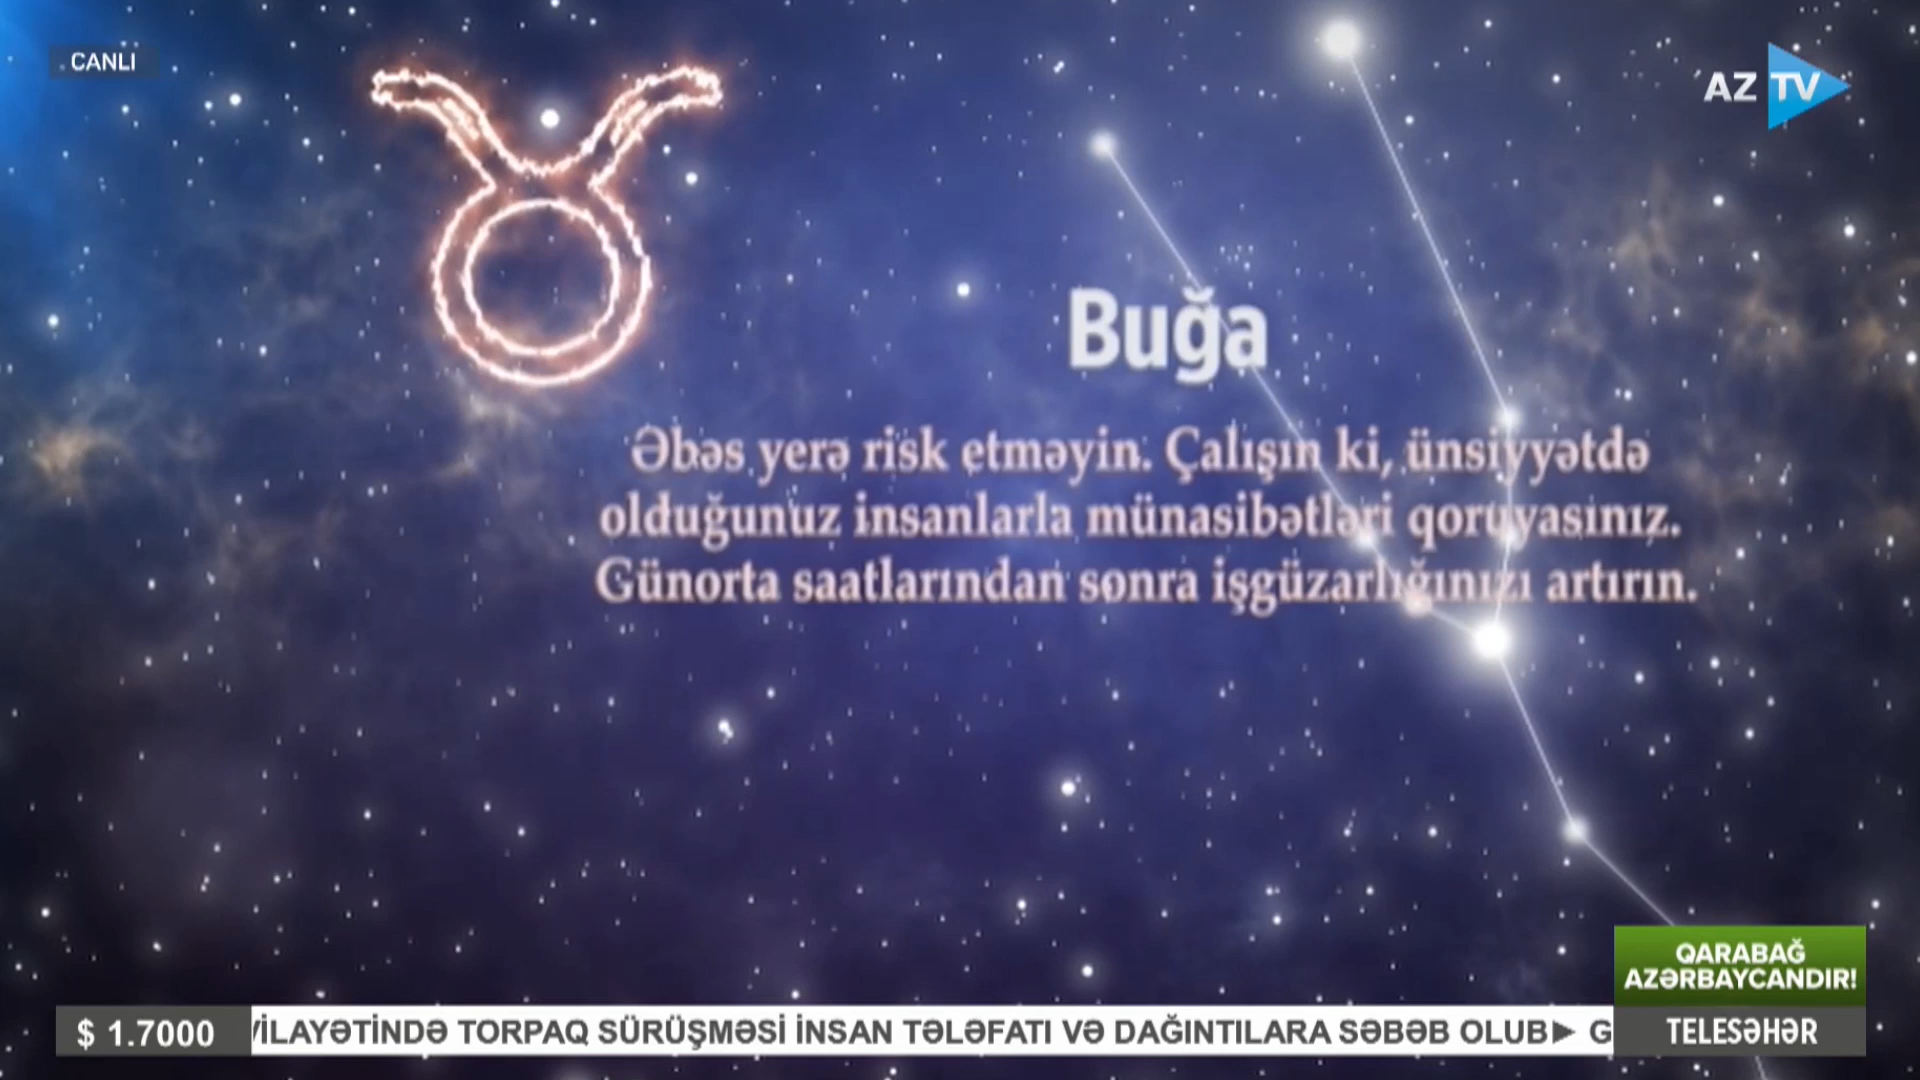 CANLI
AZ TV
Buğa
Əbəs yerə risk etməyin. Çalışın ki, ünsiyyətdə
olduğunuz insanlarla münasibətləri qoruyasınız.
Günorta saatlarından sonra işgüzarlığınızı artırın.
QARABAĞ
AZƏRBAYCANDIR!
$ 1.7000
VİLAYƏTİNDƏ TORPAQ SÜRÜŞMƏSİ İNSAN TƏLƏFATI VƏ DAĞINTILARA SƏBƏB OLUB▶ G
TELESƏHƏR